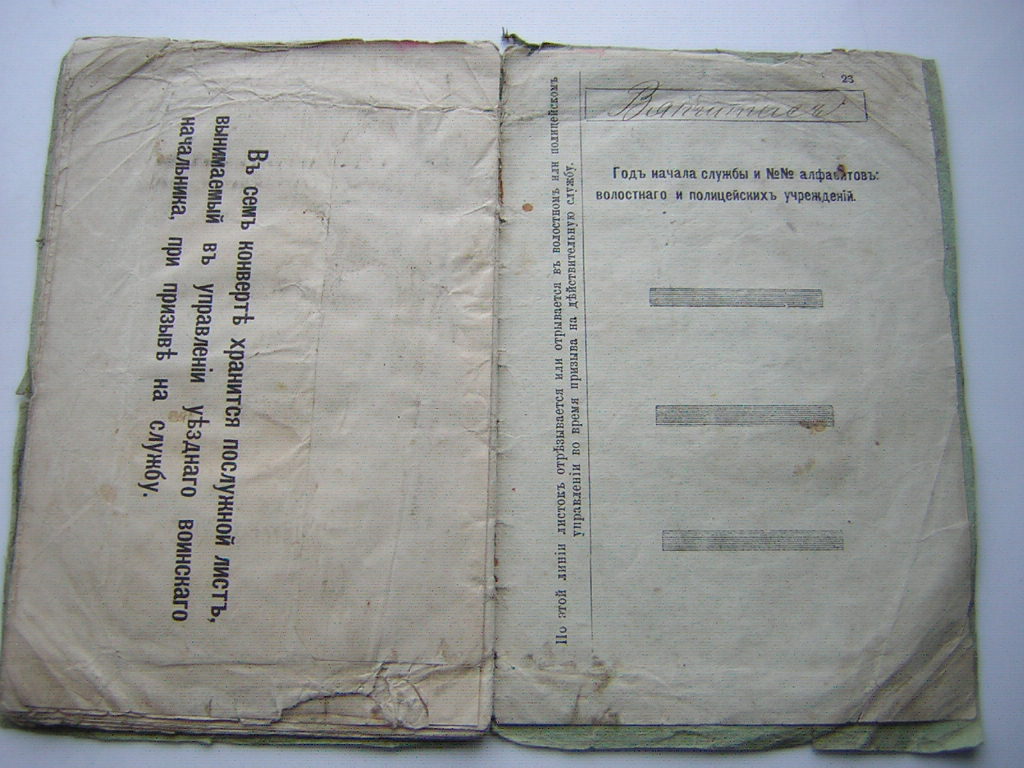 Въ семъ конвертѣ хранится послужной листъ,
вынимаемый въ управленіи уѣзднаго воинскаго
начальника, при призывѣ на службу.
23
Годъ начала службы и №№ алфавитовъ:
волостнаго и полицейскихъ учрежденій.
По этой линіи листокъ отрѣзывается или отрывается въ волостномъ или полицейскомъ
управленіи во время призыва на дѣйствительную службу.